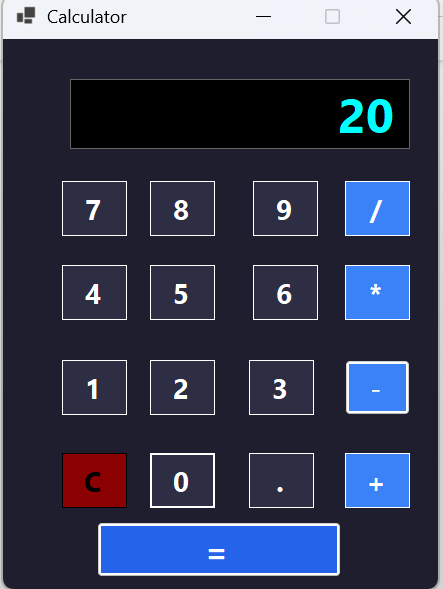 Calculator
20
7 8 9 /
4 5 6 *
1 2 3 -
C 0 . +
=